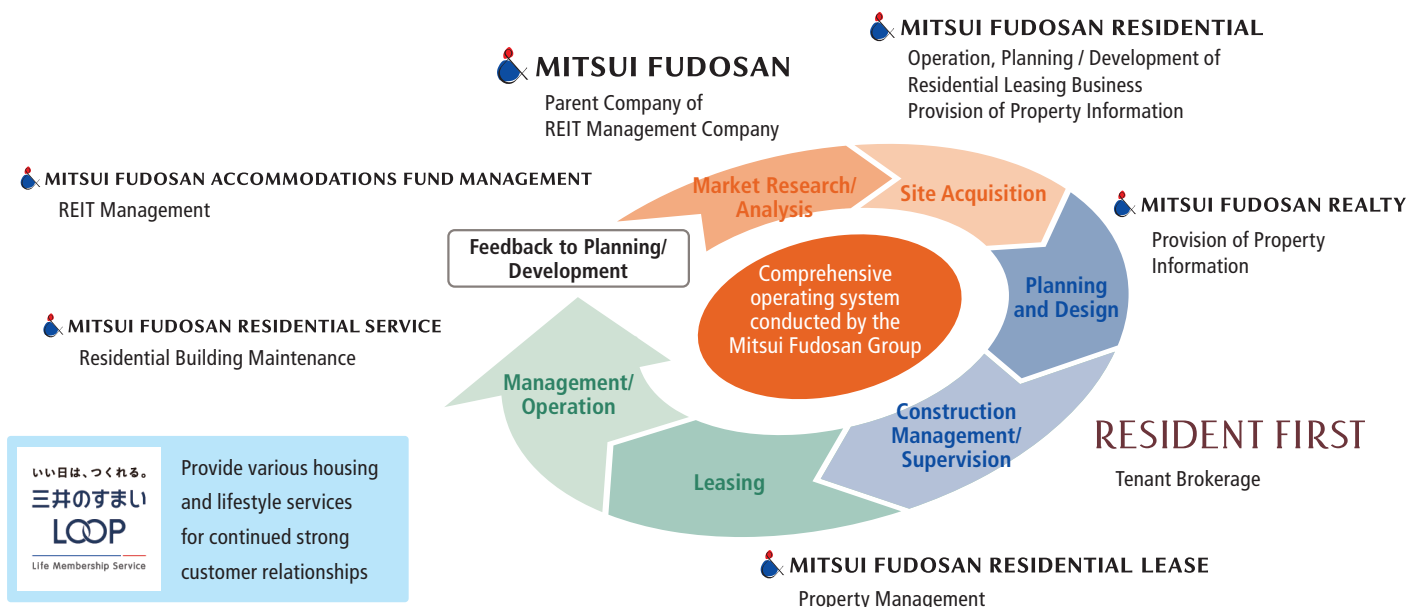 MITSUI FUDOSAN RESIDENTIAL
Operation, Planning / Development of
Residential Leasing Business
Provision of Property Information
MITSUI FUDOSAN
Parent Company of
REIT Management Company
MITSUI FUDOSAN ACCOMMODATIONS FUND MANAGEMENT
REIT Management
Market Research/
Analysis
Site Acquisition
MITSUI FUDOSAN REALTY
Provision of Property
Information
Feedback to Planning/
Development
Comprehensive
operating system
conducted by the
Mitsui Fudosan Group
Planning
and Design
MITSUI FUDOSAN RESIDENTIAL SERVICE
Residential Building Maintenance
Management/
Operation
Construction
Management/
Supervision
RESIDENT FIRST
Tenant Brokerage
Leasing
いい日は、つくれる。
三井のすまい
LOOP
Life Membership Service
Provide various housing
and lifestyle services
for continued strong
customer relationships
MITSUI FUDOSAN RESIDENTIAL LEASE
Property Management